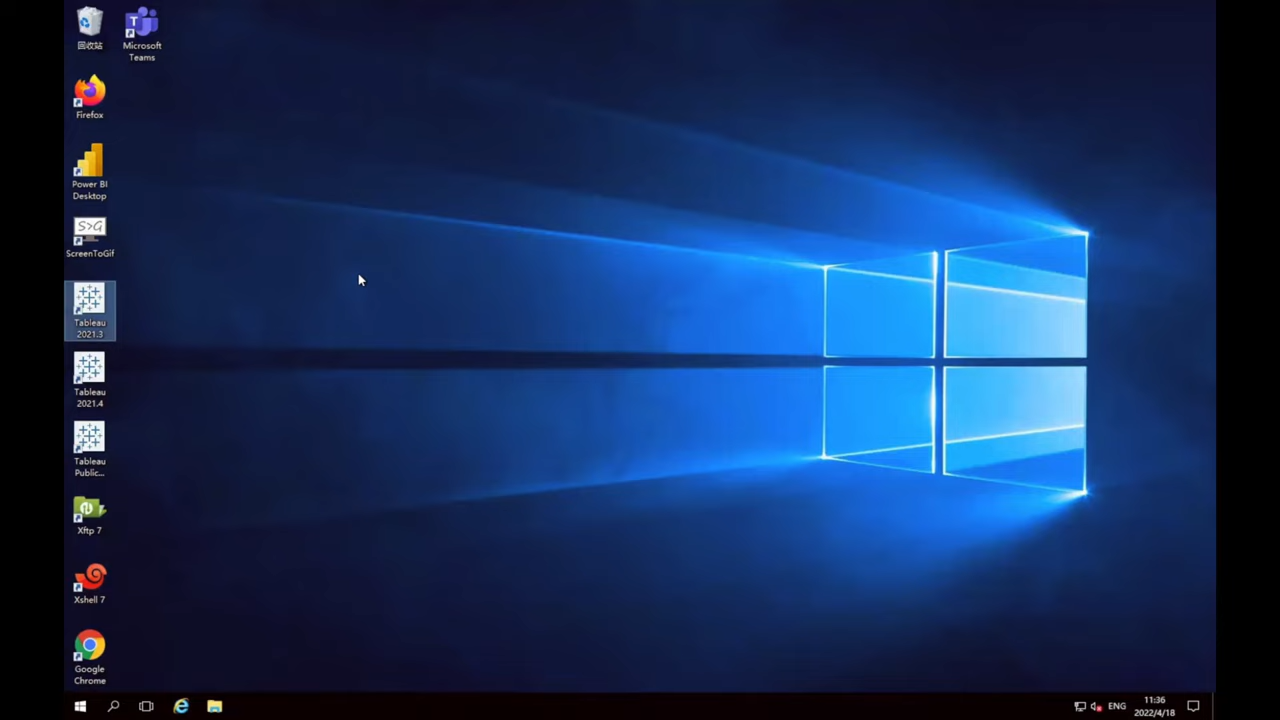 回收站
Microsoft
Teams
Firefox
Power BI
Desktop
S>G
ScreenToGif
Tableau
2021.3
Tableau
2021.4
Tableau
Public...
Xftp 7
Xshell 7
Google
Chrome
ENG
11:36
2022/4/18